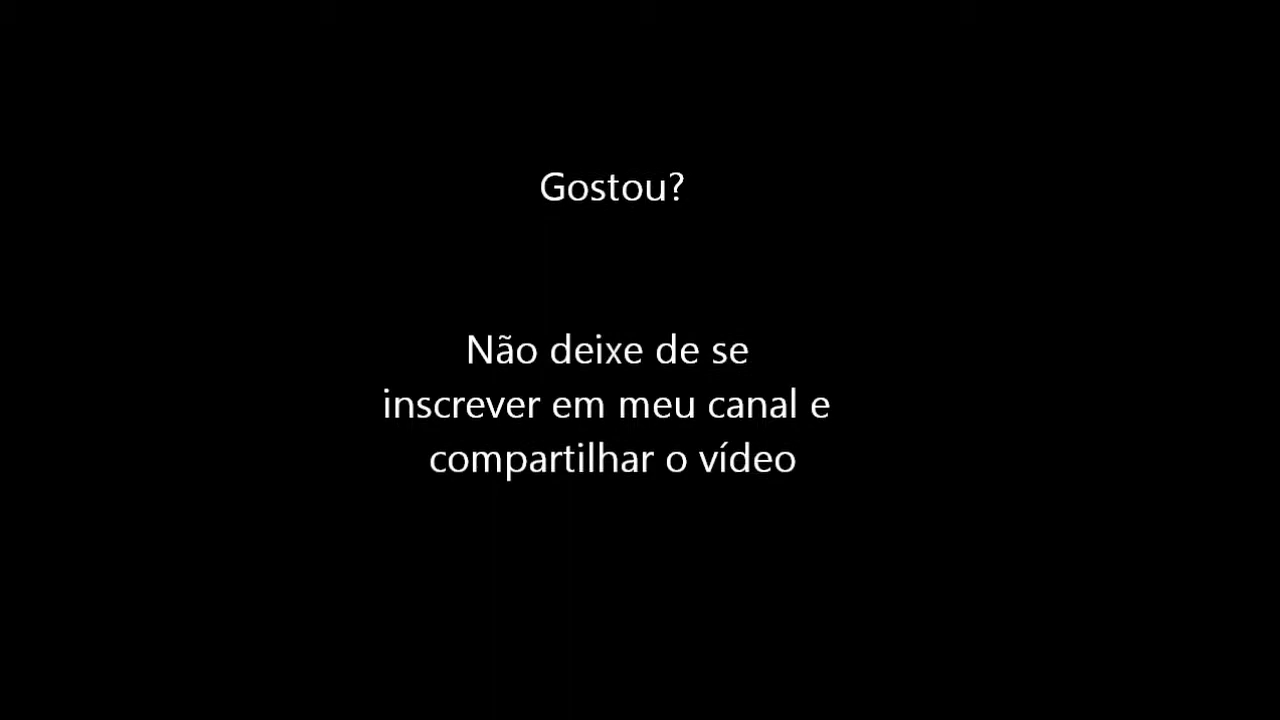 Gostou?
Não deixe de se
inscrever em meu canal e
compartilhar o vídeo